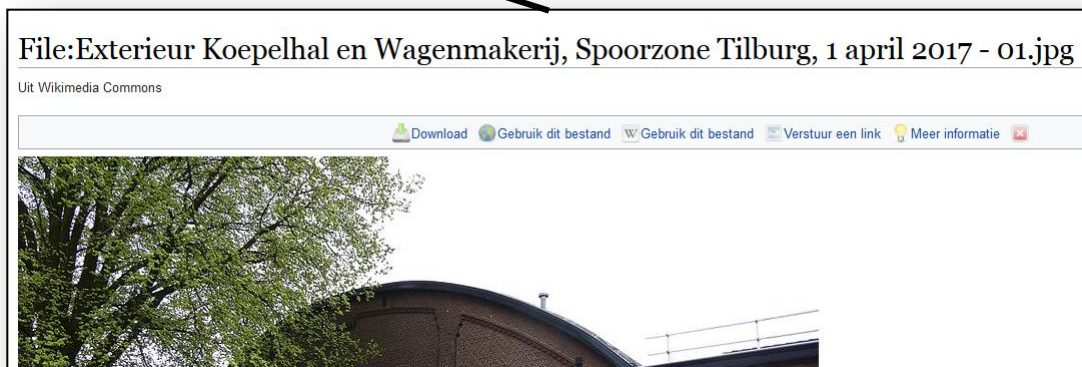 File:Exterieur Koepelhal en Wagenmakerij, Spoorzone Tilburg, 1 april 2017 - 01.jpg
Uit Wikimedia Commons
Download Gebruik dit bestand W Gebruik dit bestand Verstuur een link Meer informatie